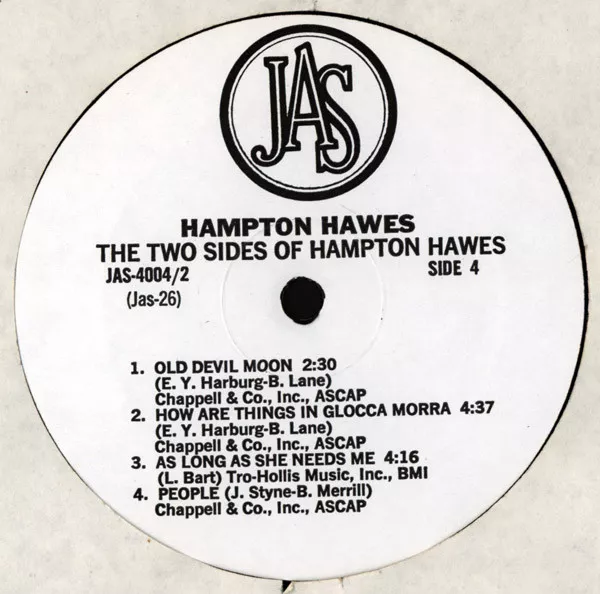 JAS
HAMPTON HAWES
THE TWO SIDES OF HAMPTON HAWES
JAS-4004/2 SIDE 4
(Jas-26)
1. OLD DEVIL MOON 2:30
(E. Y. Harburg-B. Lane)
Chappell & Co., Inc., ASCAP
2. HOW ARE THINGS IN GLOCCA MORRA 4:37
(E. Y. Harburg-B. Lane)
Chappell & Co., Inc., ASCAP
3. AS LONG AS SHE NEEDS ME 4:16
(L. Bart) Tro-Hollis Music, Inc., BMI
4. PEOPLE (J. Styne-B. Merrill)
Chappell & Co., Inc., ASCAP